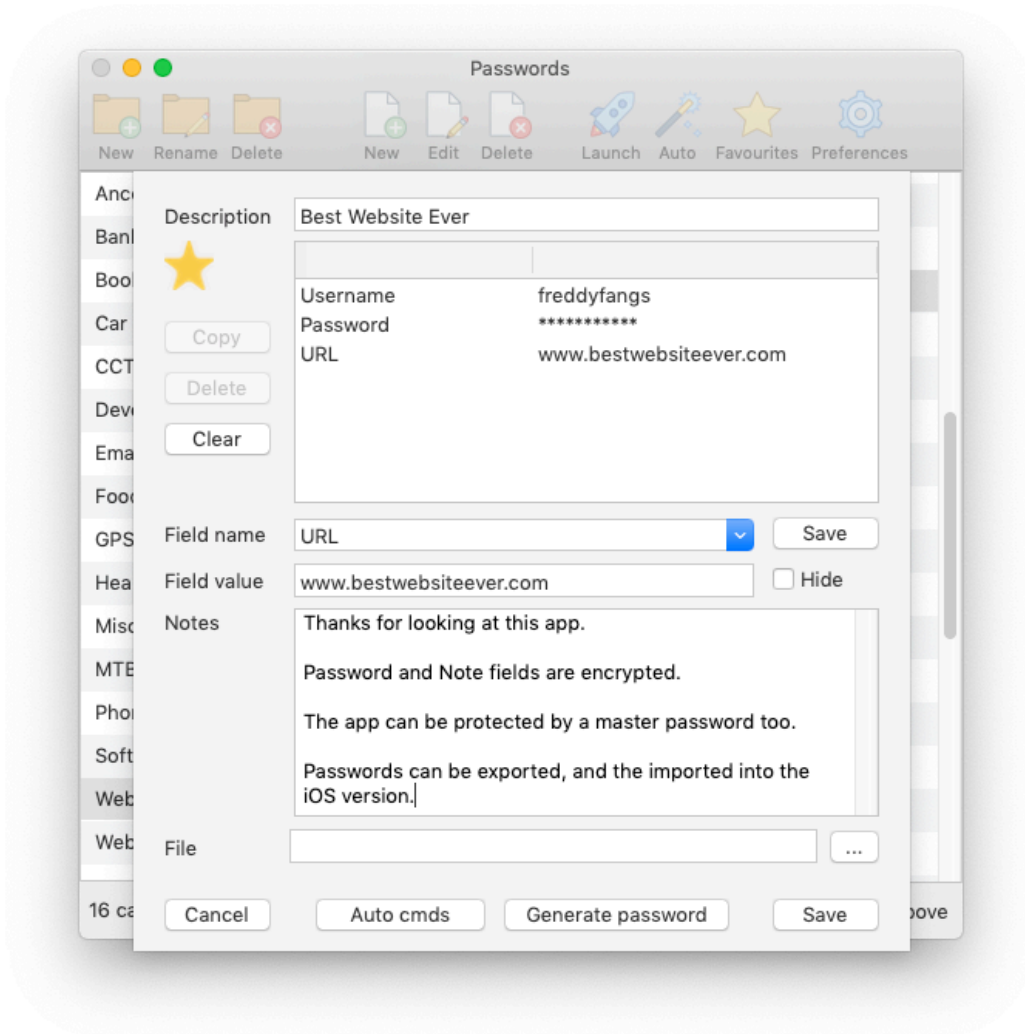 Passwords
New Rename Delete New Edit Delete Launch Auto Favourites Preferences
Description Best Website Ever
Username freddyfangs
Password ***********
URL www.bestwebsiteever.com
Copy
Delete
Clear
Field name URL Save
Field value www.bestwebsiteever.com Hide
Notes Thanks for looking at this app.
Password and Note fields are encrypted.
The app can be protected by a master password too.
Passwords can be exported, and the imported into the
iOS version.
File ...
Cancel Auto cmds Generate password Save
Car
GPS
MTB
Web
Web
16